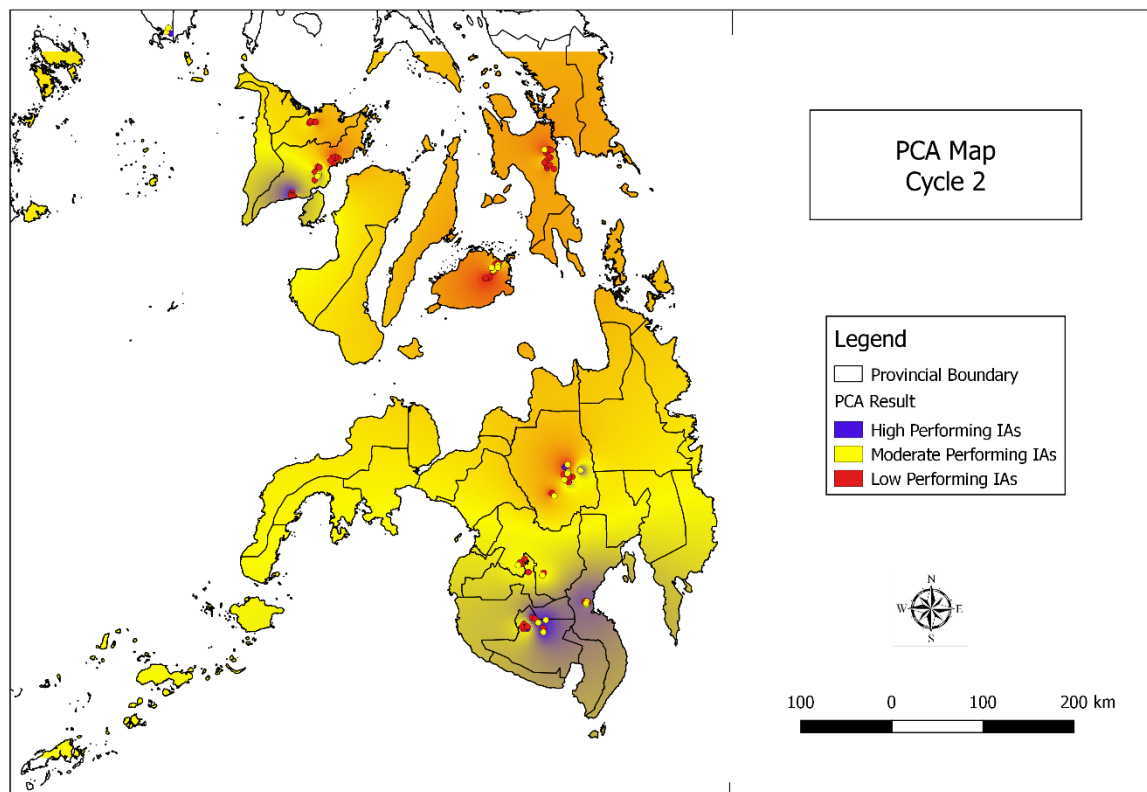 PCA Map
Cycle 2
Legend
Provincial Boundary
PCA Result
High Performing IAs
Moderate Performing IAs
Low Performing IAs
N
W E
S
100 0 100 200 km